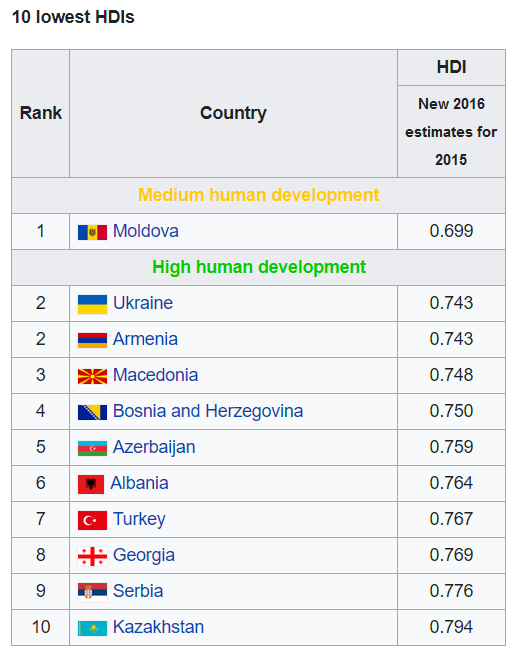 10 lowest HDIs
Rank Country HDI
New 2016
estimates for
2015
Medium human development
1 Moldova 0.699
High human development
2 Ukraine 0.743
2 Armenia 0.743
3 Macedonia 0.748
4 Bosnia and Herzegovina 0.750
5 Azerbaijan 0.759
6 Albania 0.764
7 Turkey 0.767
8 Georgia 0.769
9 Serbia 0.776
10 Kazakhstan 0.794